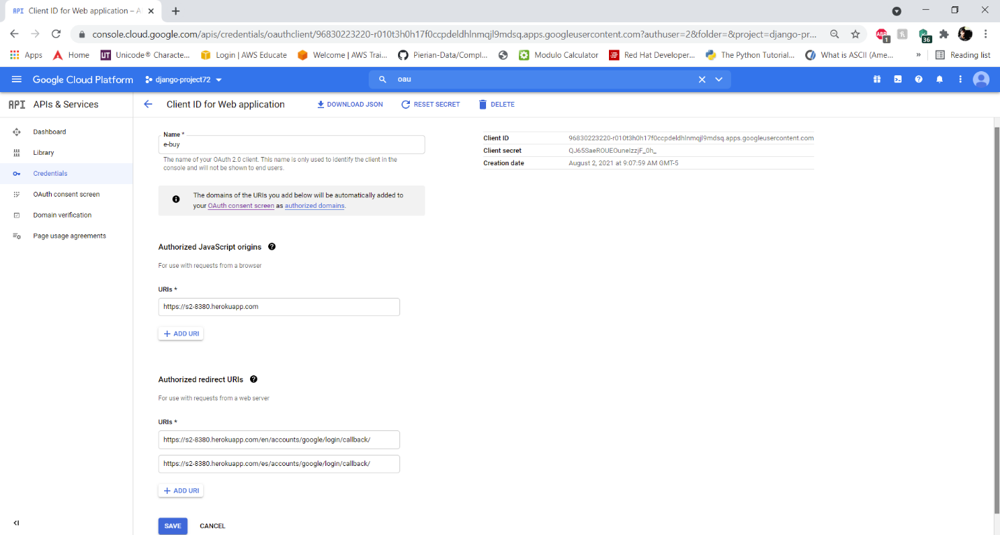 API Client ID for Web application – A
console.cloud.google.com/apis/credentials/oauthclient/96830223220-r010t3h0h17f0ccpdeldhlnmqjl9mdsq.apps.googleusercontent.com?authuser=2&folder=&project=django-pr...
ABP 1 36
Apps Home UT Unicode® Characte... Login | AWS Educate Welcome | AWS Trai... Pierian-Data/Compl... Modulo Calculator Red Hat Developer... The Python Tutorial... What is ASCII (Ame... » Reading list
Google Cloud Platform django-project72 oau
API APIs & Services Client ID for Web application DOWNLOAD JSON RESET SECRET DELETE
Dashboard
Library
Credentials
OAuth consent screen
Domain verification
Page usage agreements
Name *
e-buy
The name of your OAuth 2.0 client. This name is only used to identify the client in the
console and will not be shown to end users.
Client ID 96830223220-r010t3h0h17f0ccpdeldhlnmqjl9mdsq.apps.googleusercontent.com
Client secret QJ65SaeROUEOunelzzjF_0h_
Creation date August 2, 2021 at 9:07:59 AM GMT-5
The domains of the URIs you add below will be automatically added to
your OAuth consent screen as authorized domains.
Authorized JavaScript origins
For use with requests from a browser
URIs *
https://s2-8380.herokuapp.com
+ ADD URI
Authorized redirect URIs
For use with requests from a web server
URIs *
https://s2-8380.herokuapp.com/en/accounts/google/login/callback/
https://s2-8380.herokuapp.com/es/accounts/google/login/callback/
+ ADD URI
SAVE CANCEL